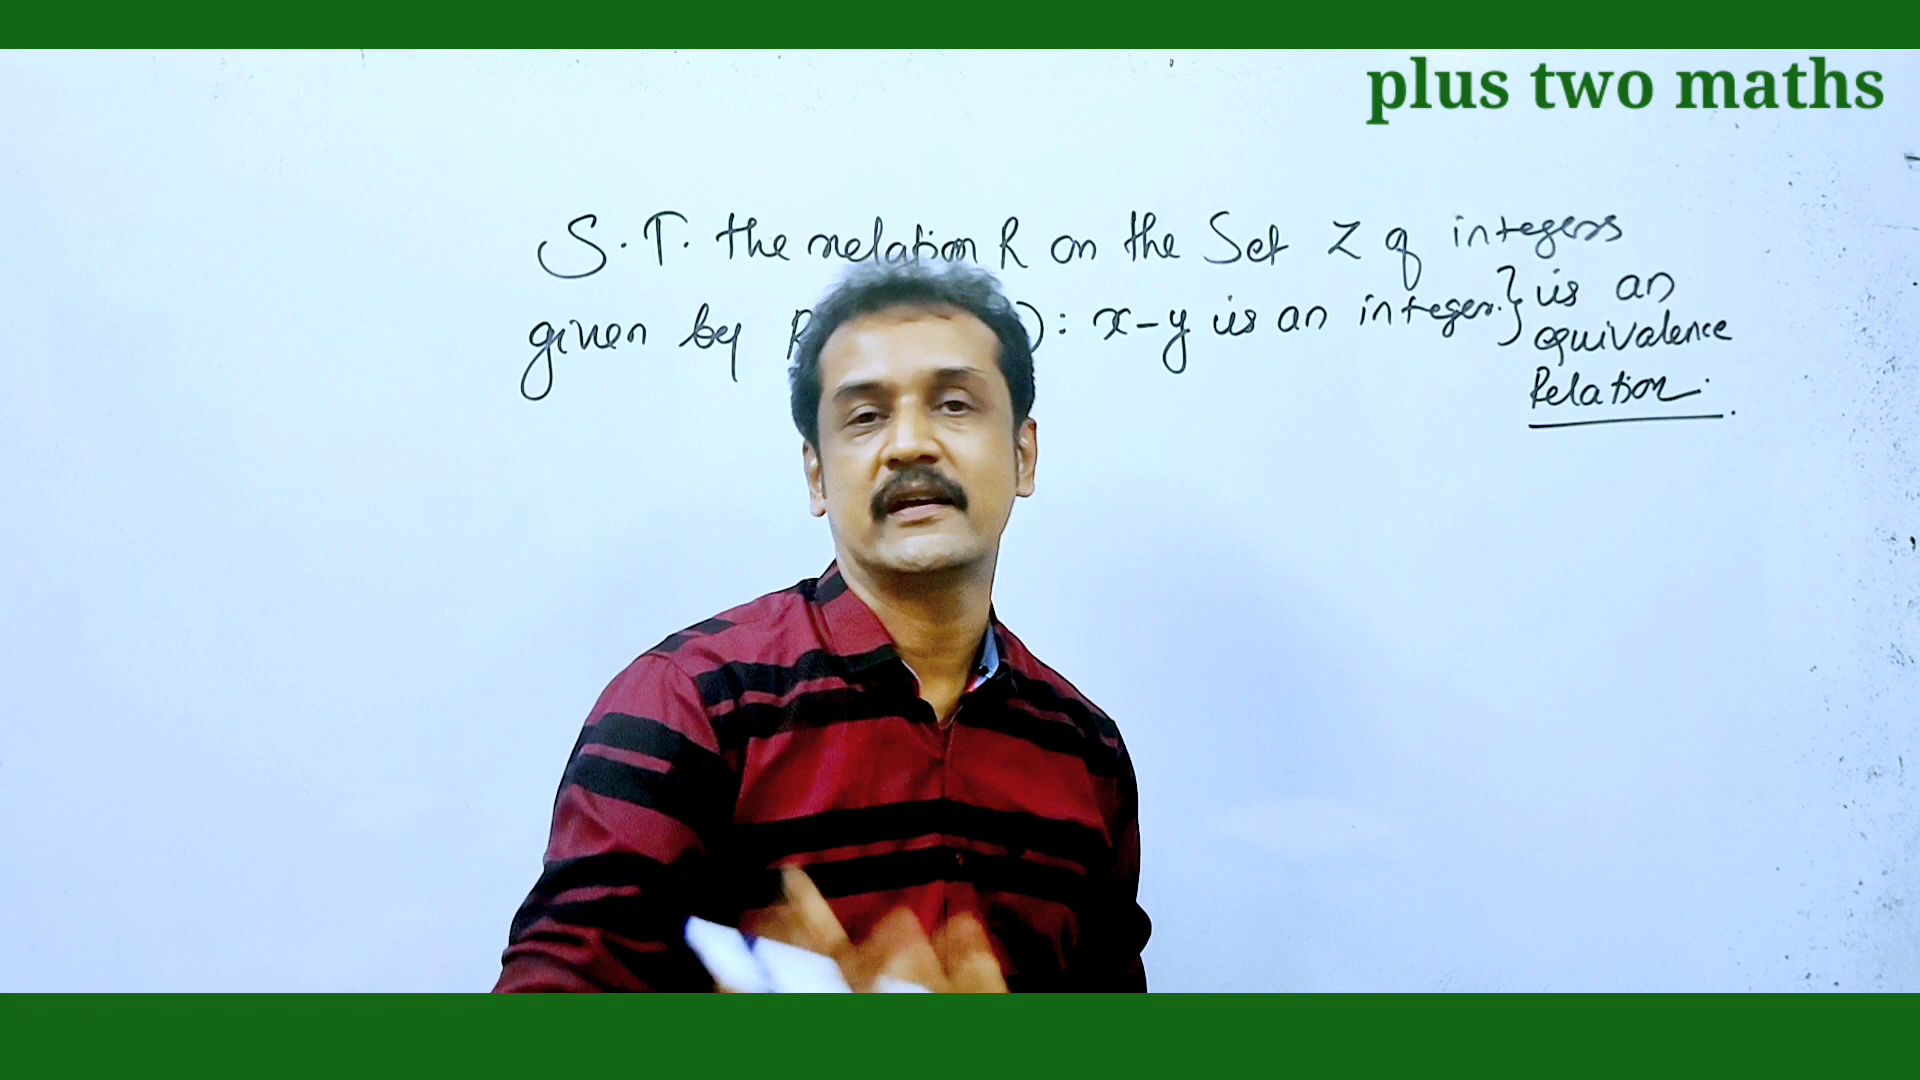 plus two maths
S.T. the relation R on the Set Z of integers
given by R ): x-y is an integer.} is an
equivalence
Relation.